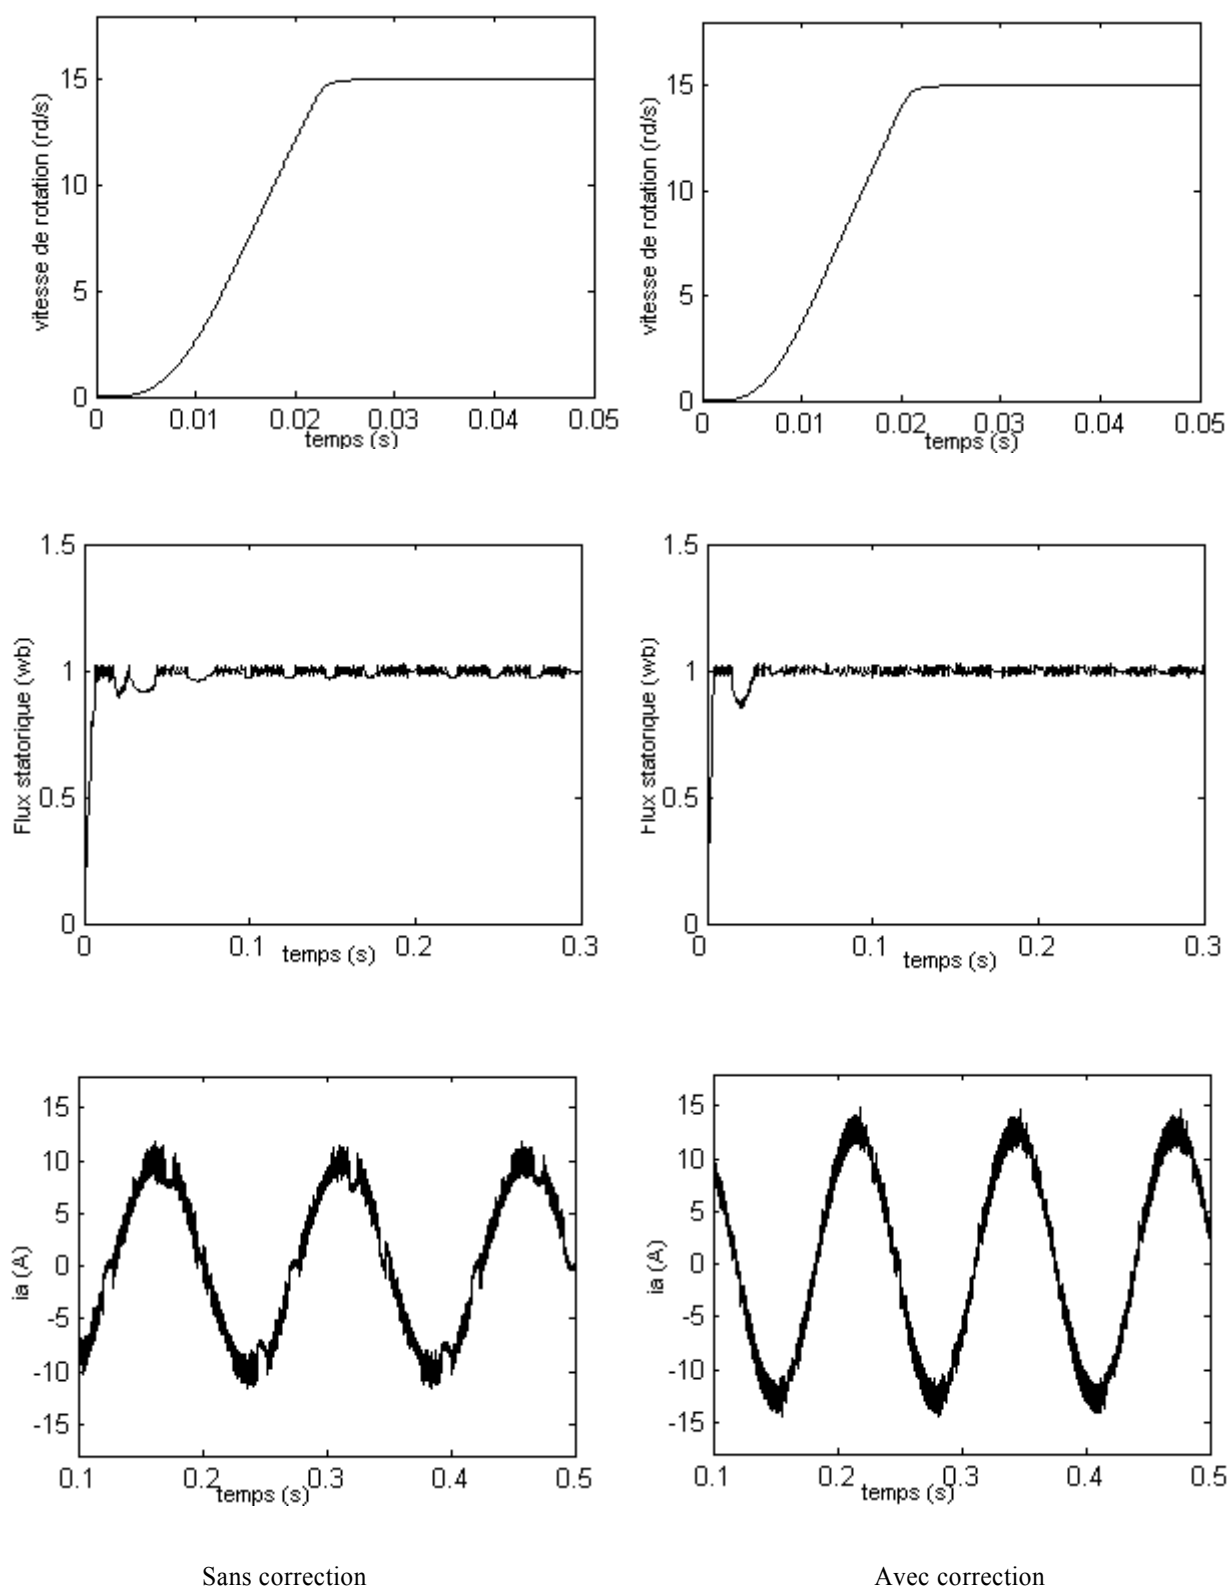 15
10
5
0
vitesse de rotation (rd/s)
0 0.01 0.02 0.03 0.04 0.05
temps (s)
15
10
5
0
vitesse de rotation (rd/s)
0 0.01 0.02 0.03 0.04 0.05
temps (s)
1.5
1
0.5
0
Flux statorique (wb)
0 0.1 0.2 0.3
temps (s)
1.5
1
0.5
0
Flux statorique (wb)
0 0.1 0.2 0.3
temps (s)
15
10
5
0
-5
-10
-15
ia (A)
0.1 0.2 0.3 0.4 0.5
temps (s)
15
10
5
0
-5
-10
-15
ia (A)
0.1 0.2 0.3 0.4 0.5
temps (s)
Sans correction
Avec correction